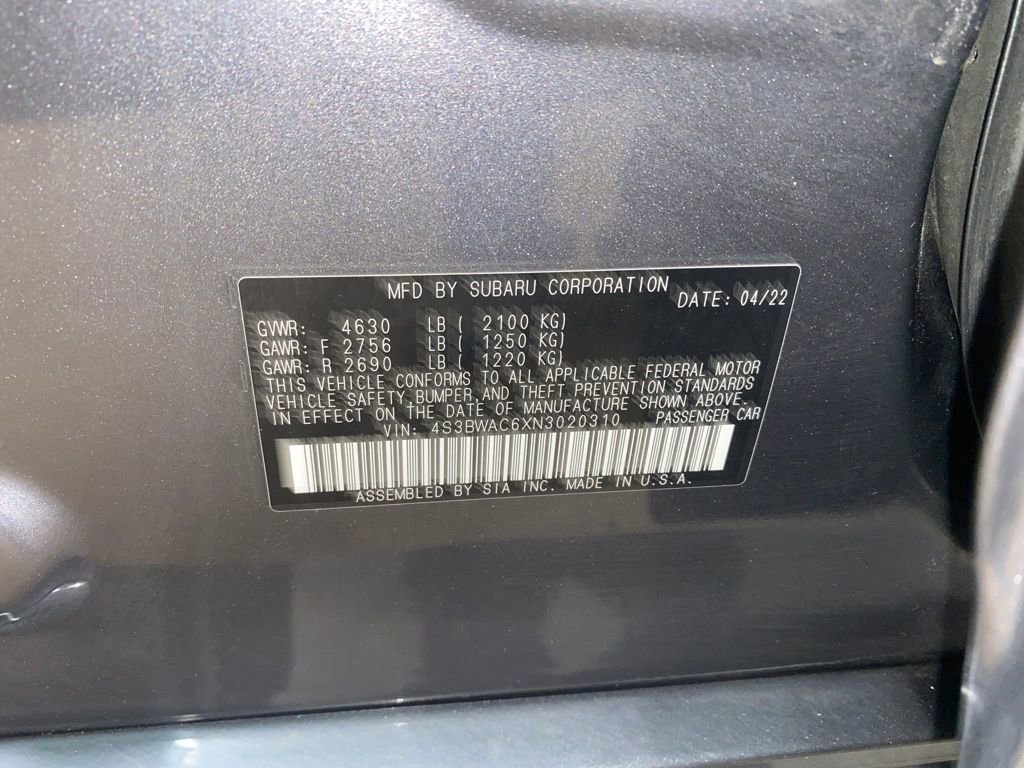 MFD BY SUBARU CORPORATION DATE: 04/22
GVWR: 4630 LB ( 2100 KG)
GAWR: F 2756 LB ( 1250 KG)
GAWR: R 2690 LB ( 1220 KG)
THIS VEHICLE CONFORMS TO ALL APPLICABLE FEDERAL MOTOR
VEHICLE SAFETY,BUMPER,AND THEFT PREVENTION STANDARDS
IN EFFECT ON THE DATE OF MANUFACTURE SHOWN ABOVE.
VIN: 4S3BWAC6XN3020310 PASSENGER CAR
ASSEMBLED BY SIA INC. MADE IN U.S.A.